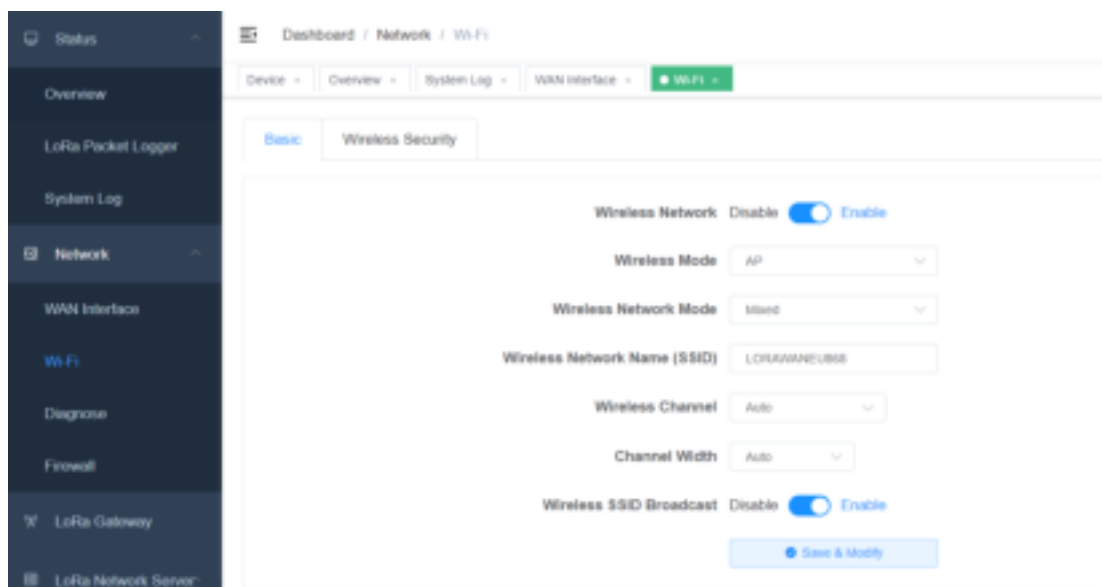 Status
Dashboard / Network / Wi-Fi
Device × Overview × System Log × WAN Interface × Wi-Fi ×
Overview
Basic Wireless Security
LoRa Packet Logger
System Log
Wireless Network Disable Enable
Network
Wireless Mode AP
WAN Interface
Wireless Network Mode Mixed
Wi-Fi
Wireless Network Name (SSID) LORAWANEU868
Diagnose
Wireless Channel Auto
Firewall
Channel Width Auto
Wireless SSID Broadcast Disable Enable
LoRa Gateway
Save & Modify
LoRa Network Server